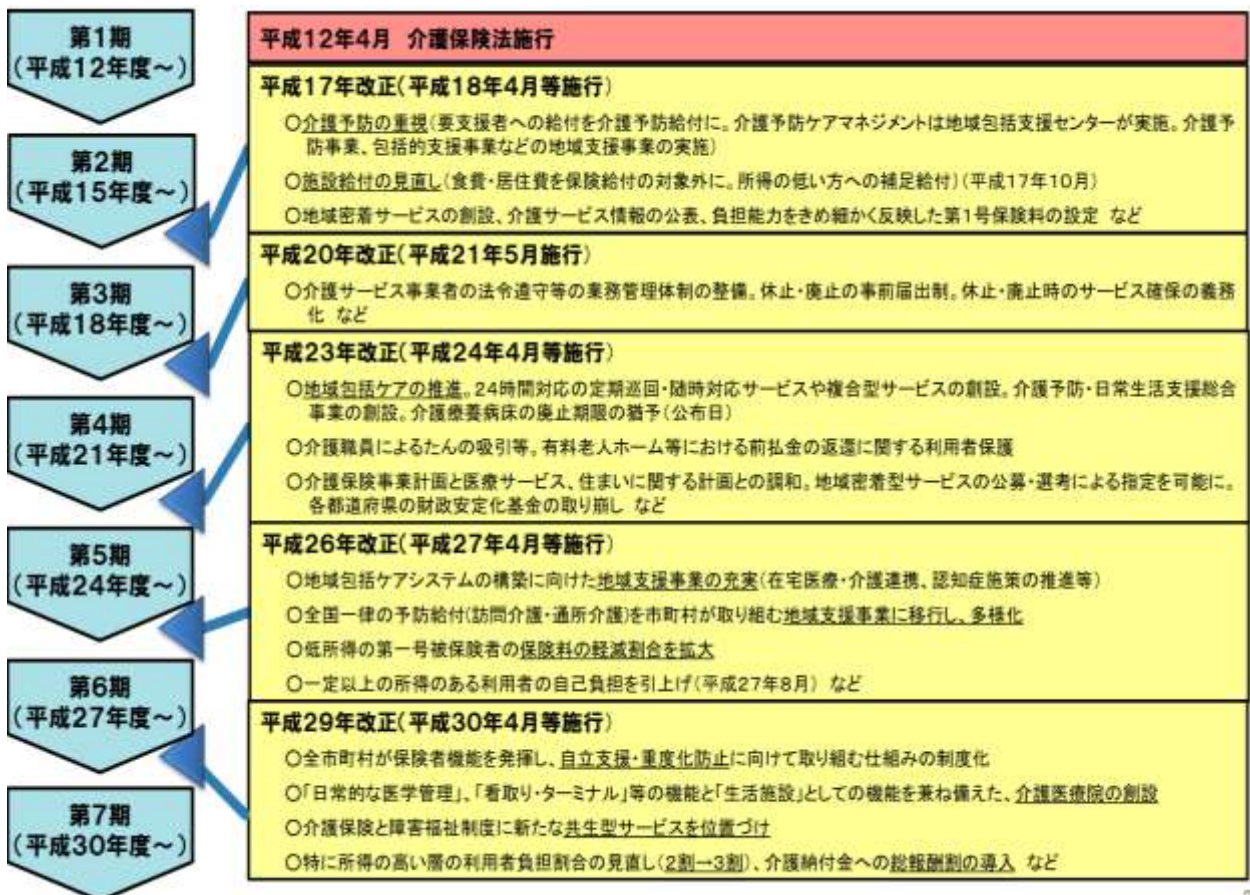 第1期
(平成12年度～)
第2期
(平成15年度～)
第3期
(平成18年度～)
第4期
(平成21年度～)
第5期
(平成24年度～)
第6期
(平成27年度～)
第7期
(平成30年度～)
平成12年4月 介護保険法施行
平成17年改正(平成18年4月等施行)
○介護予防の重視(要支援者への給付を介護予防給付に。介護予防ケアマネジメントは地域包括支援センターが実施。介護予
防事業、包括的支援事業などの地域支援事業の実施)
○施設給付の見直し(食費・居住費を保険給付の対象外に。所得の低い方への補足給付)(平成17年10月)
○地域密着サービスの創設、介護サービス情報の公表、負担能力をきめ細かく反映した第1号保険料の設定 など
平成20年改正(平成21年5月施行)
○介護サービス事業者の法令遵守等の業務管理体制の整備。休止・廃止の事前届出制。休止・廃止時のサービス確保の義務
化 など
平成23年改正(平成24年4月等施行)
○地域包括ケアの推進。24時間対応の定期巡回・随時対応サービスや複合型サービスの創設。介護予防・日常生活支援総合
事業の創設。介護療養病床の廃止期限の猶予(公布日)
○介護職員によるたんの吸引等。有料老人ホーム等における前払金の返還に関する利用者保護
○介護保険事業計画と医療サービス、住まいに関する計画との調和。地域密着型サービスの公募・選考による指定を可能に。
各都道府県の財政安定化基金の取り崩し など
平成26年改正(平成27年4月等施行)
○地域包括ケアシステムの構築に向けた地域支援事業の充実(在宅医療・介護連携、認知症施策の推進等)
○全国一律の予防給付(訪問介護・通所介護)を市町村が取り組む地域支援事業に移行し、多様化
○低所得の第一号被保険者の保険料の軽減割合を拡大
○一定以上の所得のある利用者の自己負担を引上げ(平成27年8月) など
平成29年改正(平成30年4月等施行)
○全市町村が保険者機能を発揮し、自立支援・重度化防止に向けて取り組む仕組みの制度化
○「日常的な医学管理」、「看取り・ターミナル」等の機能と「生活施設」としての機能を兼ね備えた、介護医療院の創設
○介護保険と障害福祉制度に新たな共生型サービスを位置づけ
○特に所得の高い層の利用者負担割合の見直し(2割→3割)、介護納付金への総報酬割の導入 など